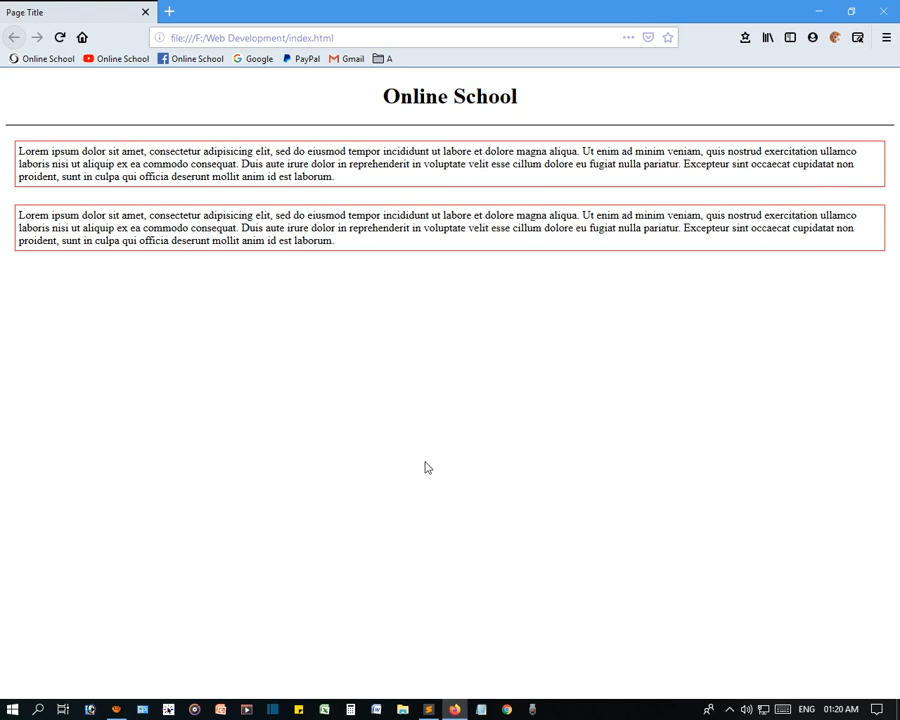 Page Title
file:///F:/Web Development/index.html
Online School
Online School
Online School
Google
PayPal
Gmail
A
Online School
Lorem ipsum dolor sit amet, consectetur adipisicing elit, sed do eiusmod tempor incididunt ut labore et dolore magna aliqua. Ut enim ad minim veniam, quis nostrud exercitation ullamco
laboris nisi ut aliquip ex ea commodo consequat. Duis aute irure dolor in reprehenderit in voluptate velit esse cillum dolore eu fugiat nulla pariatur. Excepteur sint occaecat cupidatat non
proident, sunt in culpa qui officia deserunt mollit anim id est laborum.
Lorem ipsum dolor sit amet, consectetur adipisicing elit, sed do eiusmod tempor incididunt ut labore et dolore magna aliqua. Ut enim ad minim veniam, quis nostrud exercitation ullamco
laboris nisi ut aliquip ex ea commodo consequat. Duis aute irure dolor in reprehenderit in voluptate velit esse cillum dolore eu fugiat nulla pariatur. Excepteur sint occaecat cupidatat non
proident, sunt in culpa qui officia deserunt mollit anim id est laborum.
ENG
01:20 AM